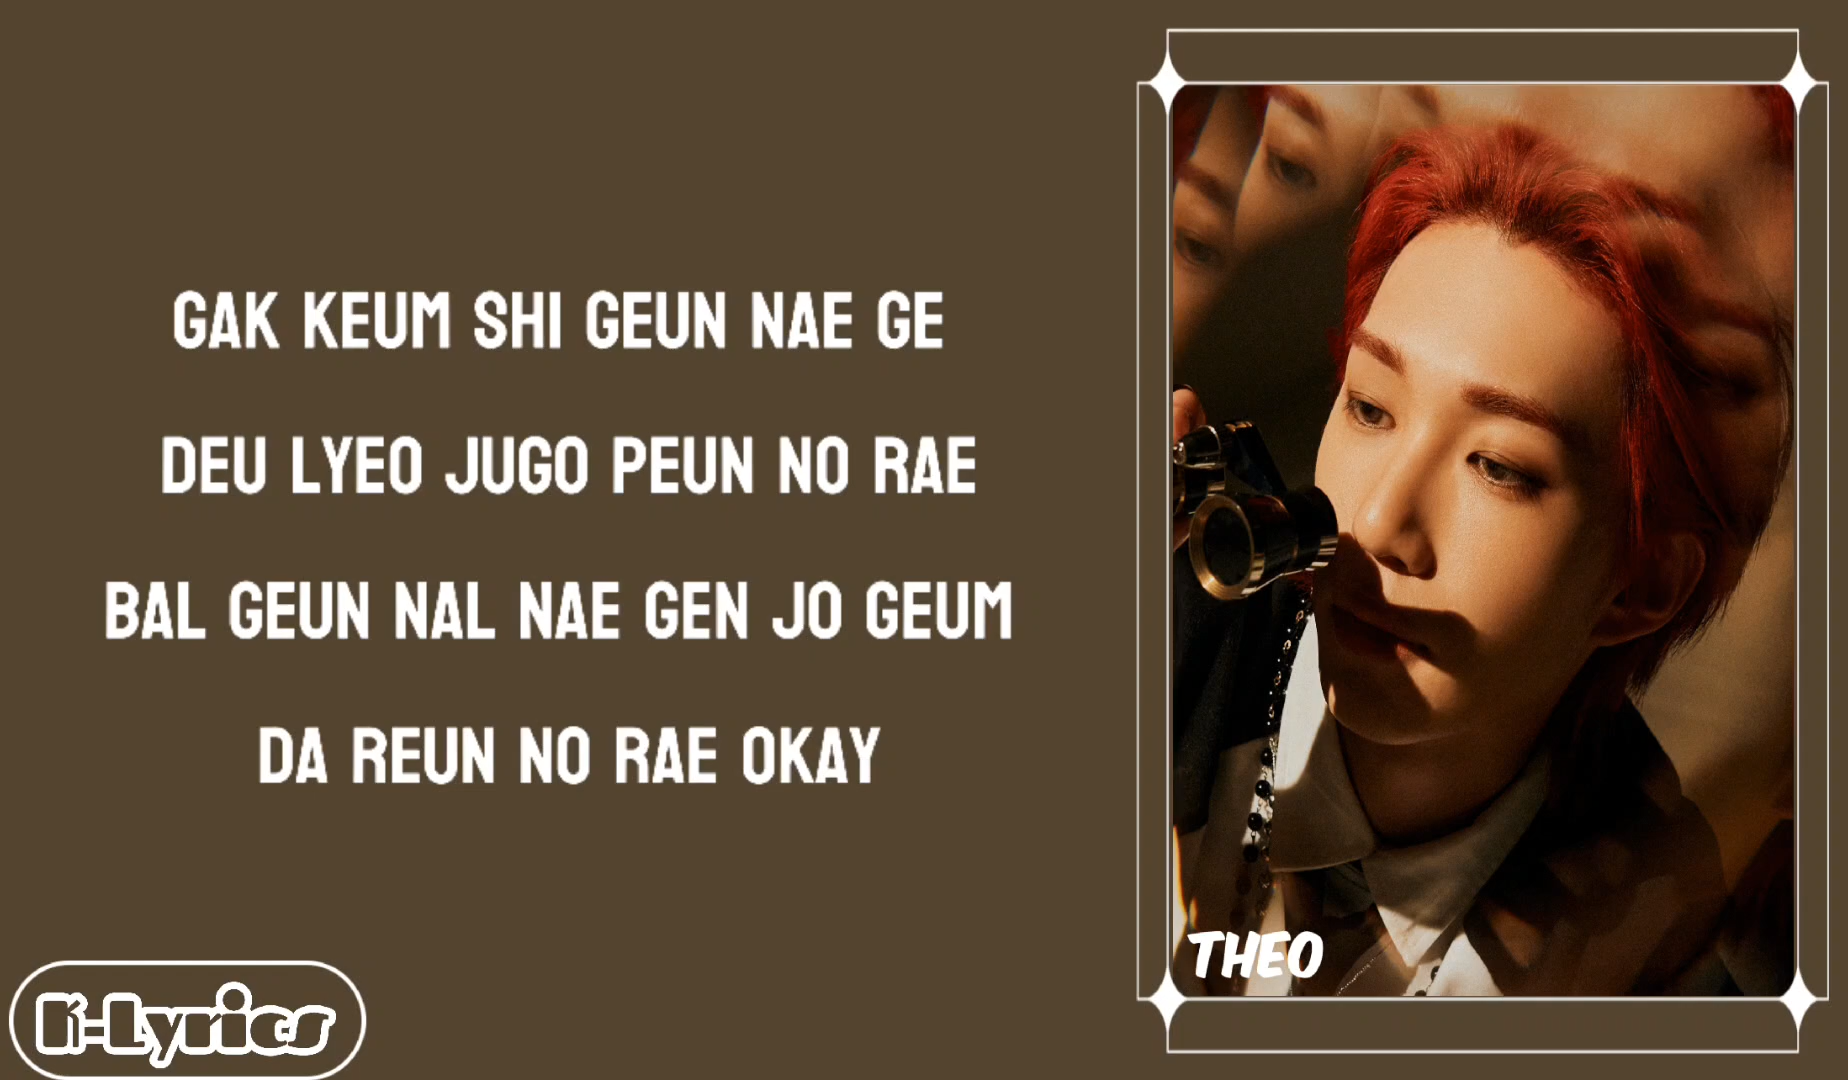 GAK KEUM SHI GEUN NAE GE
DEU LYEO JUGO PEUN NO RAE
BAL GEUN NAL NAE GEN JO GEUM
DA REUN NO RAE OKAY
THEO
K-Lyrics